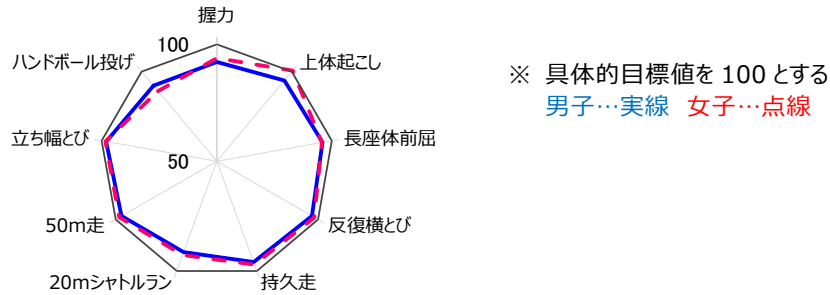 握力
100
ハンドボール投げ
上体起こし
※ 具体的目標値を 100 とする
男子…実線 女子…点線
立ち幅とび
長座体前屈
50
50m走
反復横とび
20mシャトルラン
持久走